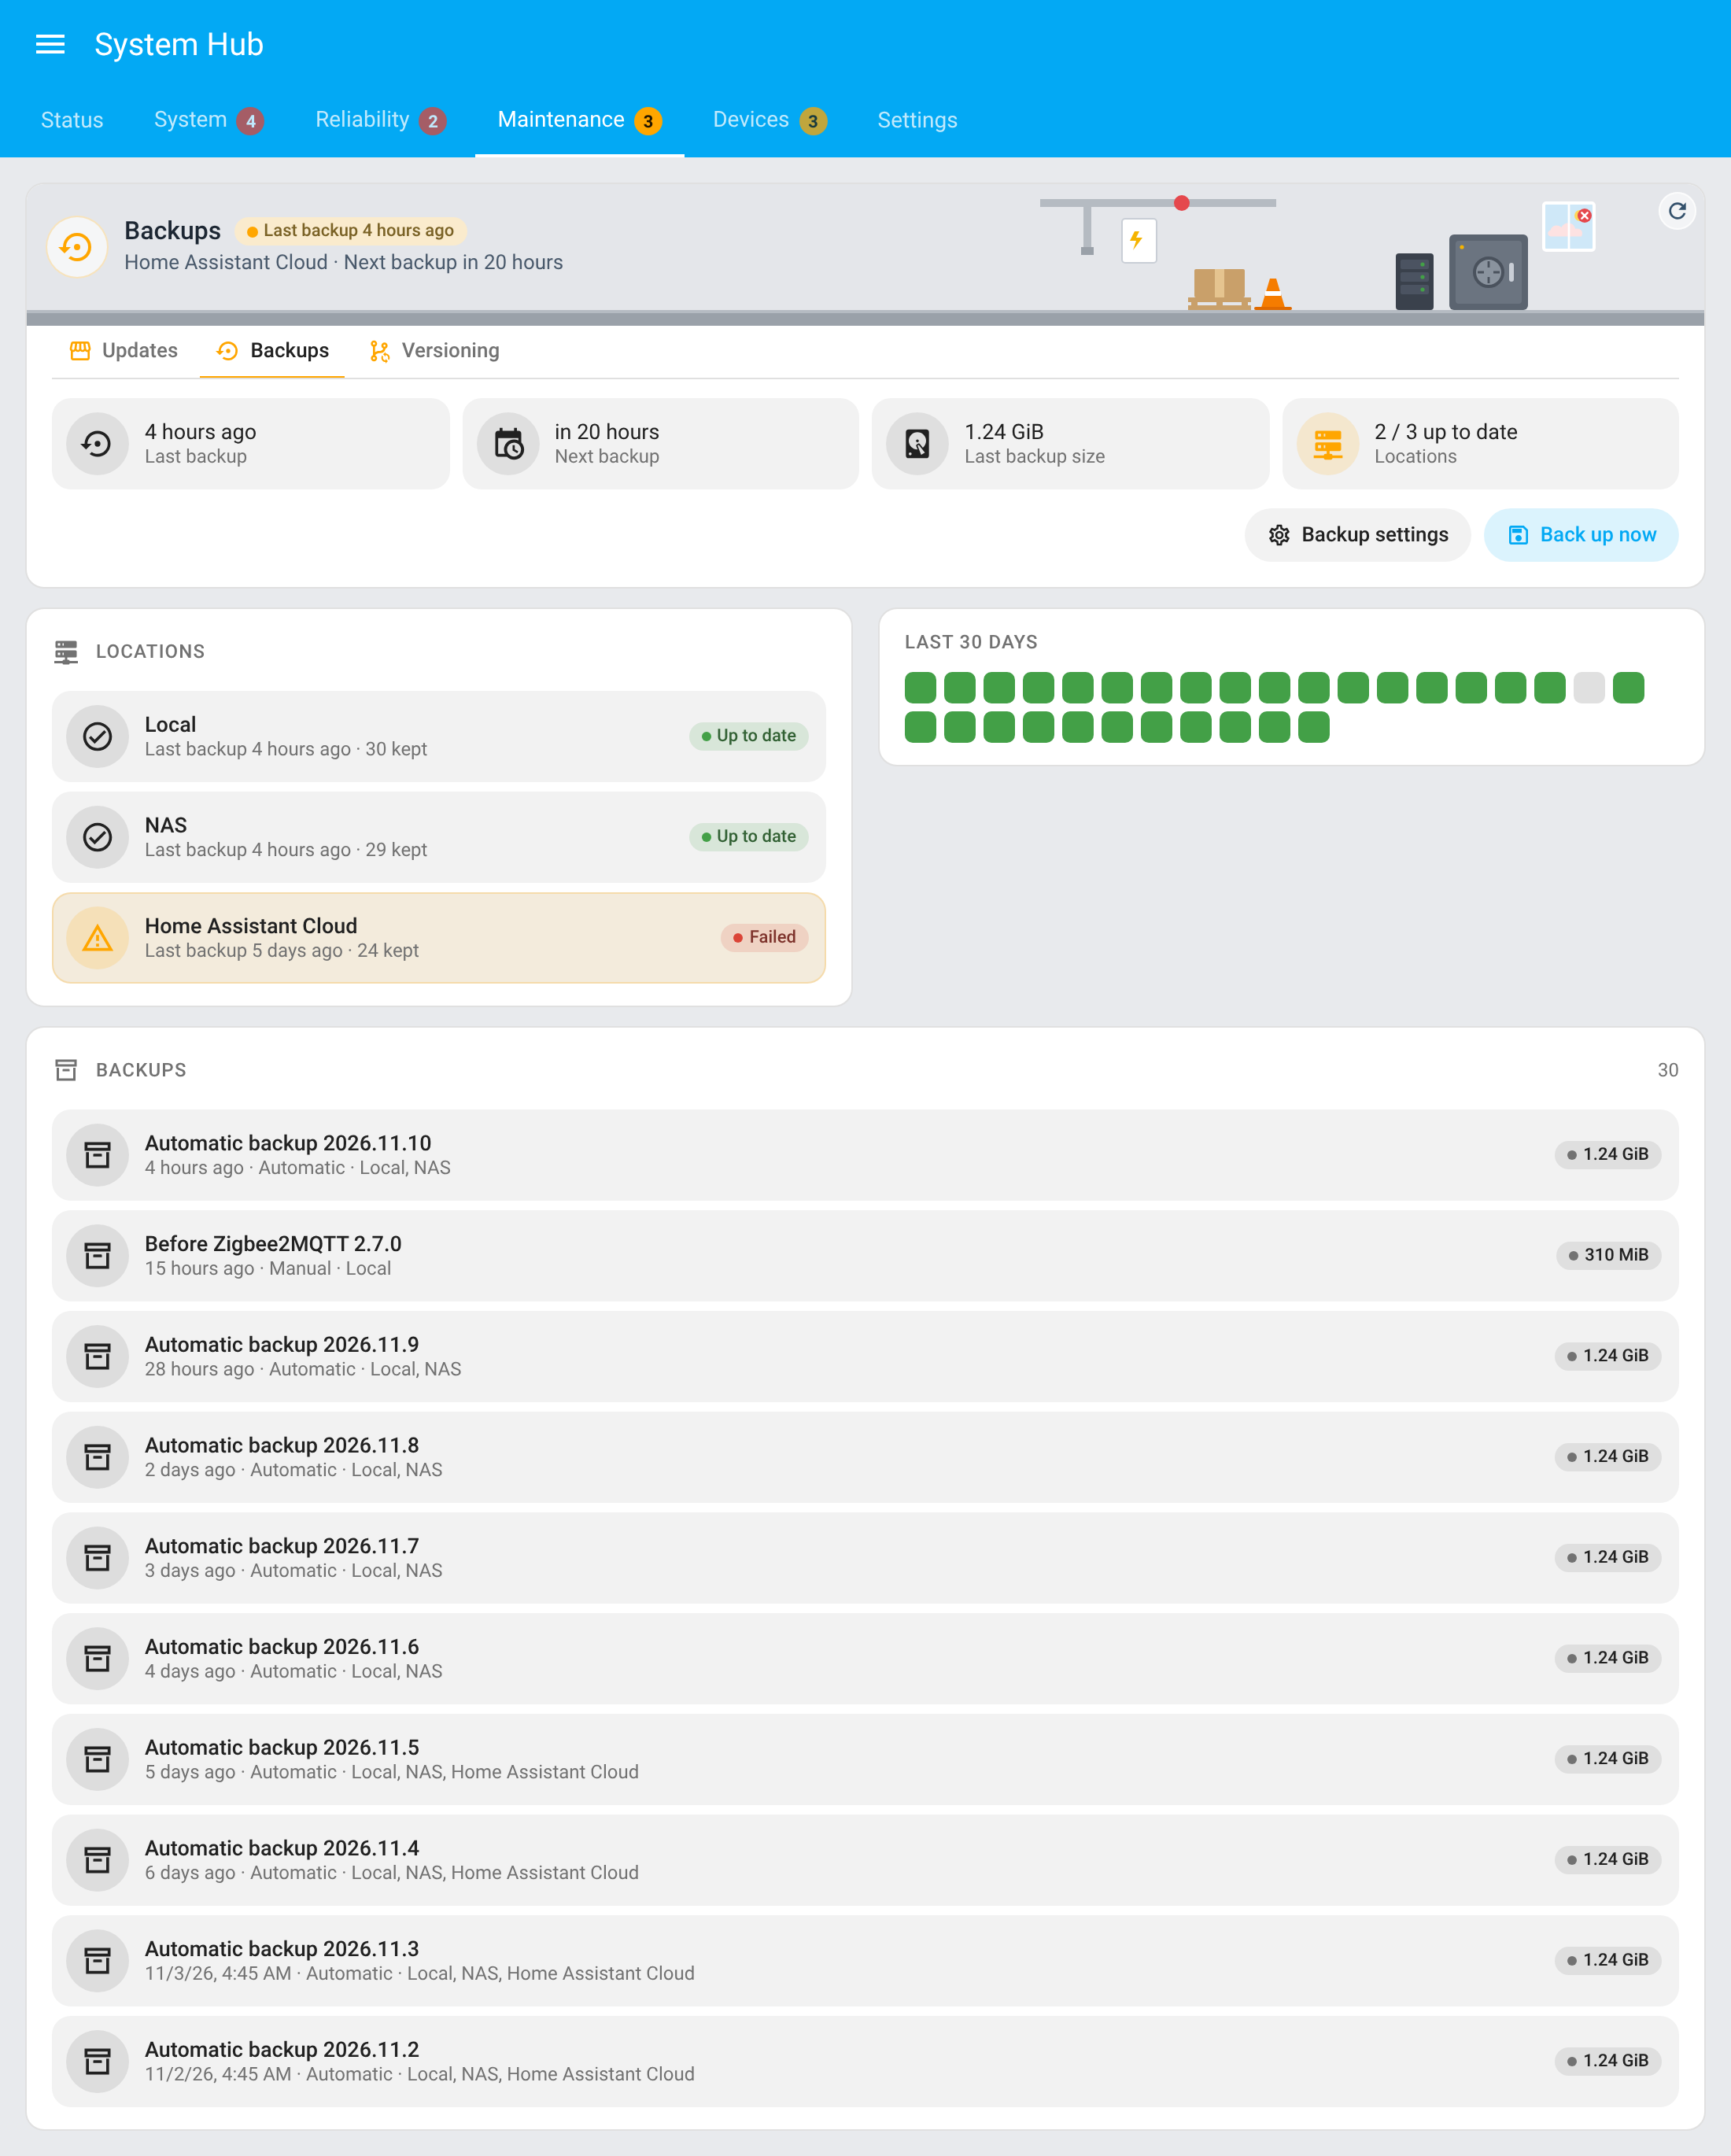 System Hub
Status
System 4
Reliability 2
Maintenance 3
Devices 3
Settings
Backups
Last backup 4 hours ago
Home Assistant Cloud · Next backup in 20 hours
Updates
Backups
Versioning
4 hours ago
Last backup
in 20 hours
Next backup
1.24 GiB
Last backup size
2 / 3 up to date
Locations
Backup settings
Back up now
LOCATIONS
Local
Last backup 4 hours ago · 30 kept
Up to date
NAS
Last backup 4 hours ago · 29 kept
Up to date
Home Assistant Cloud
Last backup 5 days ago · 24 kept
Failed
LAST 30 DAYS
BACKUPS
30
Automatic backup 2026.11.10
4 hours ago · Automatic · Local, NAS
1.24 GiB
Before Zigbee2MQTT 2.7.0
15 hours ago · Manual · Local
310 MiB
Automatic backup 2026.11.9
28 hours ago · Automatic · Local, NAS
1.24 GiB
Automatic backup 2026.11.8
2 days ago · Automatic · Local, NAS
1.24 GiB
Automatic backup 2026.11.7
3 days ago · Automatic · Local, NAS
1.24 GiB
Automatic backup 2026.11.6
4 days ago · Automatic · Local, NAS
1.24 GiB
Automatic backup 2026.11.5
5 days ago · Automatic · Local, NAS, Home Assistant Cloud
1.24 GiB
Automatic backup 2026.11.4
6 days ago · Automatic · Local, NAS, Home Assistant Cloud
1.24 GiB
Automatic backup 2026.11.3
11/3/26, 4:45 AM · Automatic · Local, NAS, Home Assistant Cloud
1.24 GiB
Automatic backup 2026.11.2
11/2/26, 4:45 AM · Automatic · Local, NAS, Home Assistant Cloud
1.24 GiB